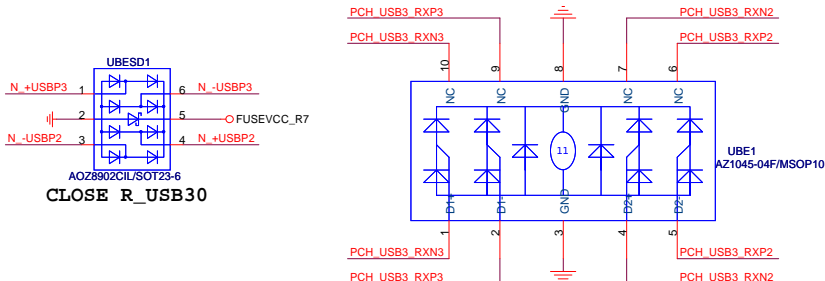 PCH_USB3_RXP3
PCH_USB3_RXN2
PCH_USB3_RXN3
PCH_USB3_RXP2
UBESD1
N_+USBP3
1
6
N_-USBP3
2
5
FUSEVCC_R7
N_-USBP2
3
4
N_+USBP2
AOZ8902CIL/SOT23-6
CLOSE R_USB30
10
9
8
7
6
NC
NC
GND
NC
NC
11
UBE1
AZ1045-04F/MSOP10
D1+
D1-
GND
D2+
D2-
1
2
3
4
5
PCH_USB3_RXN3
PCH_USB3_RXP2
PCH_USB3_RXP3
PCH_USB3_RXN2